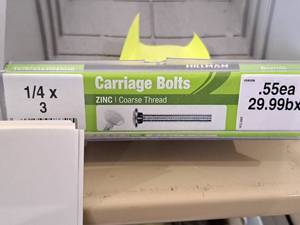 HILLMAN
Carriage Bolts
ZINC | Coarse Thread
1/4 x
3
.55ea
29.99bx